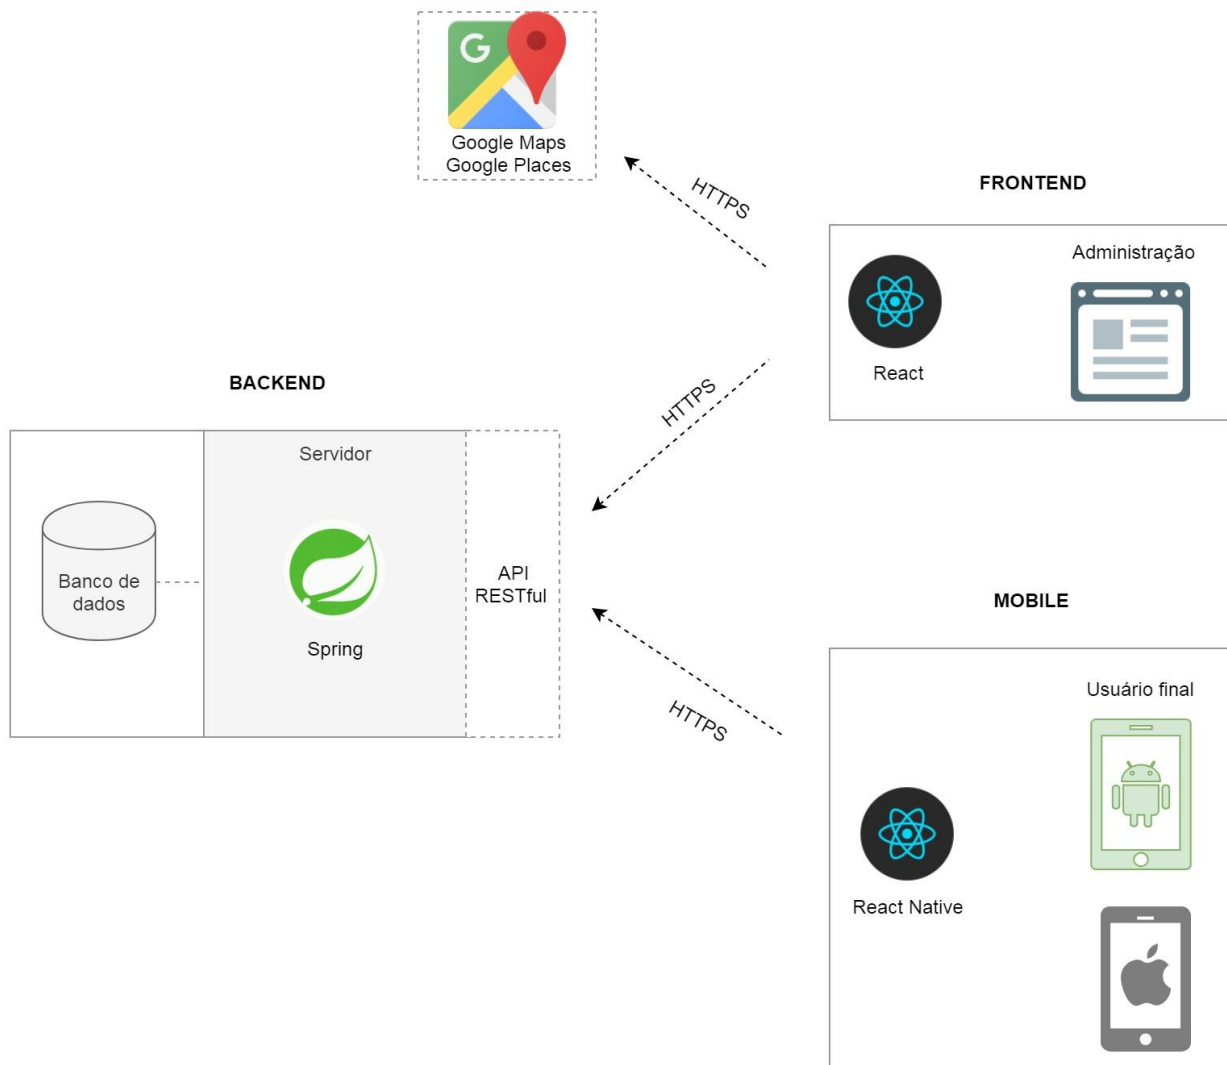 G
Google Maps
Google Places
HTTPS
FRONTEND
Administração
React
HTTPS
BACKEND
Servidor
Banco de
dados
Spring
API
RESTful
HTTPS
MOBILE
Usuário final
React Native